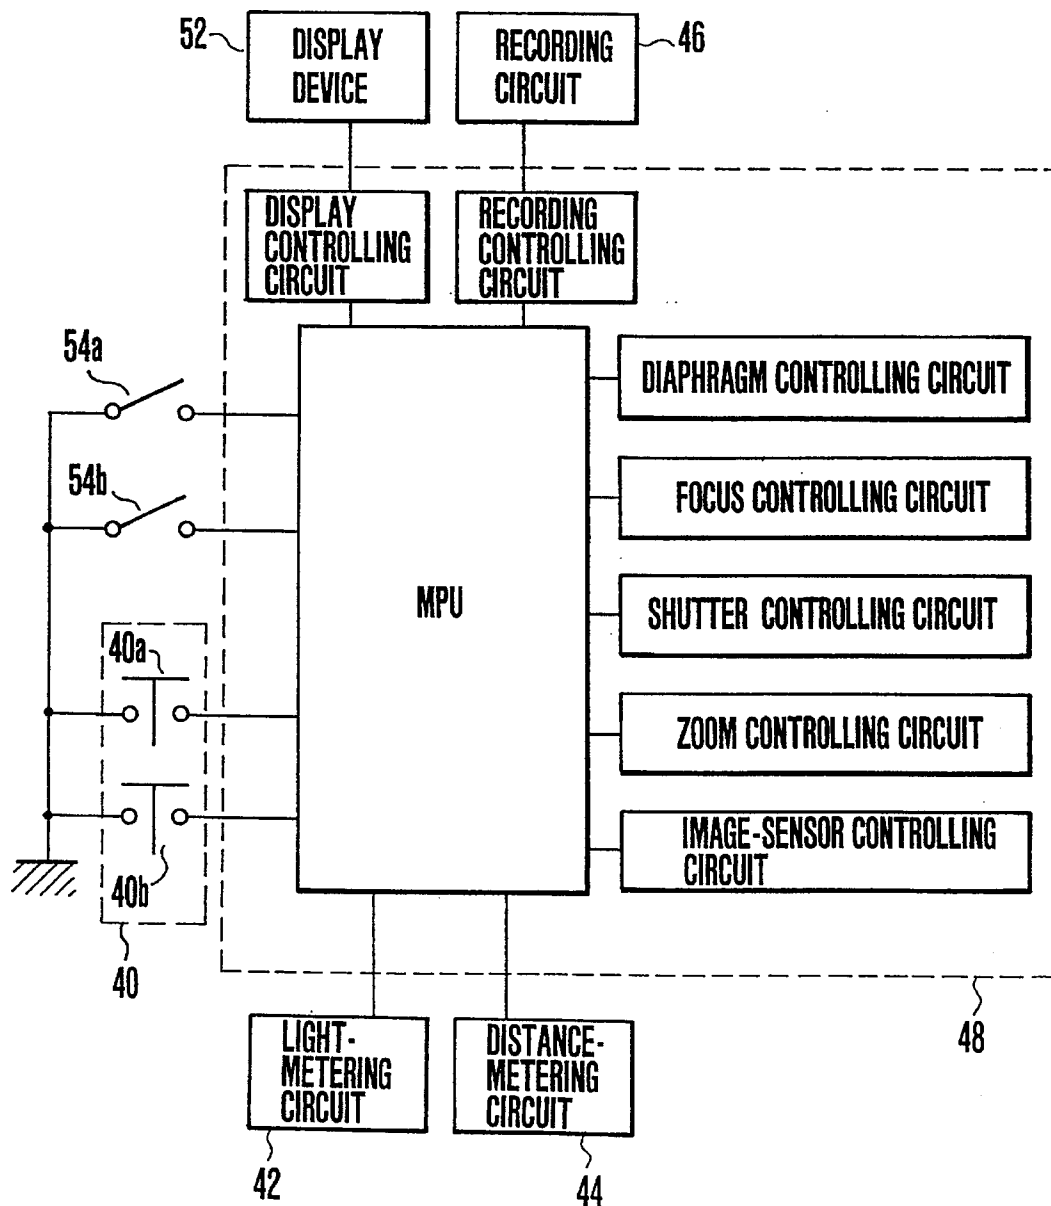 52
DISPLAY
DEVICE
RECORDING
CIRCUIT
46
DISPLAY
CONTROLLING
CIRCUIT
RECORDING
CONTROLLING
CIRCUIT
54a
54b
40a
40b
40
MPU
DIAPHRAGM CONTROLLING CIRCUIT
FOCUS CONTROLLING CIRCUIT
SHUTTER CONTROLLING CIRCUIT
ZOOM CONTROLLING CIRCUIT
IMAGE-SENSOR CONTROLLING
CIRCUIT
48
LIGHT-
METERING
CIRCUIT
42
DISTANCE-
METERING
CIRCUIT
44